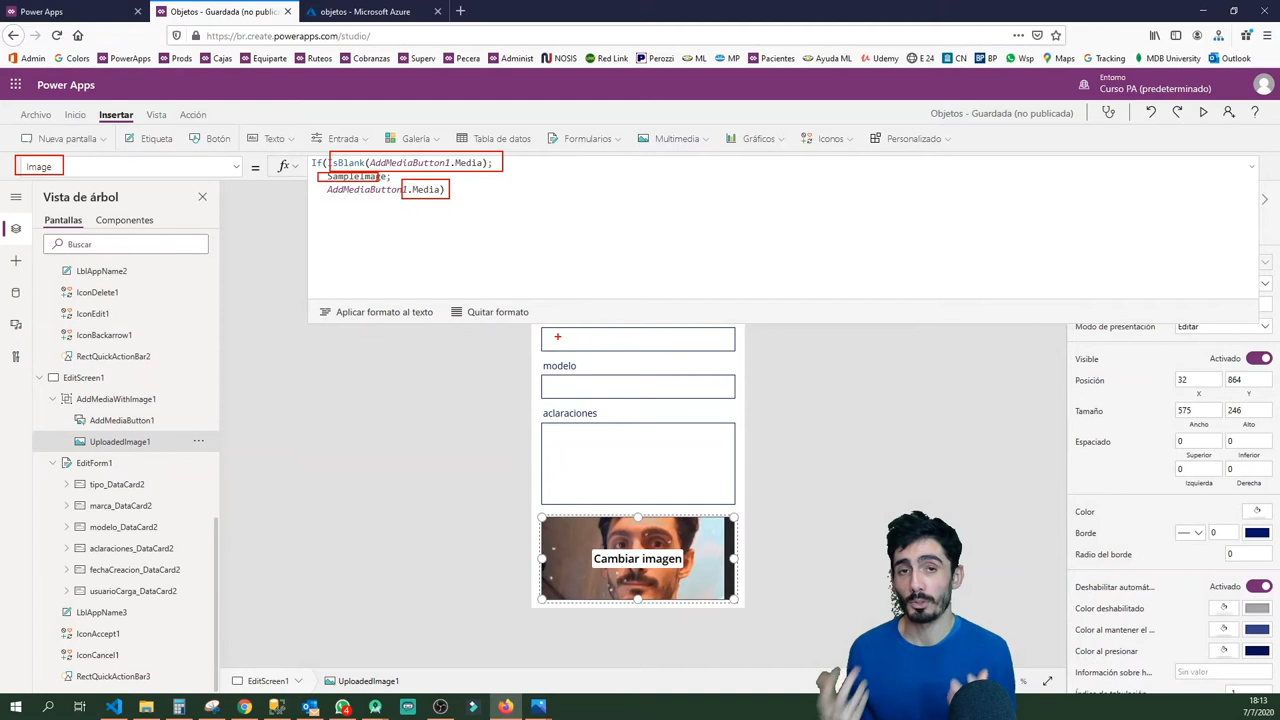 Power Apps
Objetos - Guardada (no public
objetos - Microsoft Azure
https://br.create.powerapps.com/studio/
Admin
Colors
PowerApps
Prods
Cajas
Equiparte
Ruteos
Cobranzas
Superv
Pecera
Administ
NOSIS
Red Link
Perozzi
ML
MP
Pacientes
Ayuda ML
Udemy
E 24
CN
BP
Wsp
Gmail
Tracking
MDB University
Outlook
Power Apps
Entorno
Curso PA (predeterminado)
Archivo
Inicio
Insertar
Vista
Acción
Objetos - Guardada (no publicada)
Nueva pantalla
Etiqueta
Botón
Texto
Entrada
Galería
Tabla de datos
Formularios
Multimedia
Gráficos
Iconos
Personalizado
Image
=
fx
If(IsBlank(AddMediaButton1.Media);
SampleImage;
AddMediaButton1.Media)
Aplicar formato al texto
Quitar formato
Vista de árbol
Pantallas
Componentes
Buscar
LblAppName2
IconDelete1
IconEdit1
IconBackarrow1
RectQuickActionBar2
EditScreen1
AddMediaWithImage1
AddMediaButton1
UploadedImage1
EditForm1
tipo_DataCard2
marca_DataCard2
modelo_DataCard2
aclaraciones_DataCard2
fechaCreacion_DataCard2
usuarioCarga_DataCard2
LblAppName3
IconAccept1
IconCancel1
RectQuickActionBar3
modelo
aclaraciones
Cambiar imagen
Modo de presentación
Editar
Visible
Activado
Posición
32
864
X
Y
Tamaño
575
246
Ancho
Alto
Espaciado
0
0
Superior
Inferior
0
0
Izquierda
Derecha
Color
Borde
0
Radio del borde
0
Deshabilitar automát...
Activado
Color deshabilitado
Color al mantener el ...
Color al presionar
Información sobre h...
Sin valor
EditScreen1
UploadedImage1
%
18:13
7/7/2020